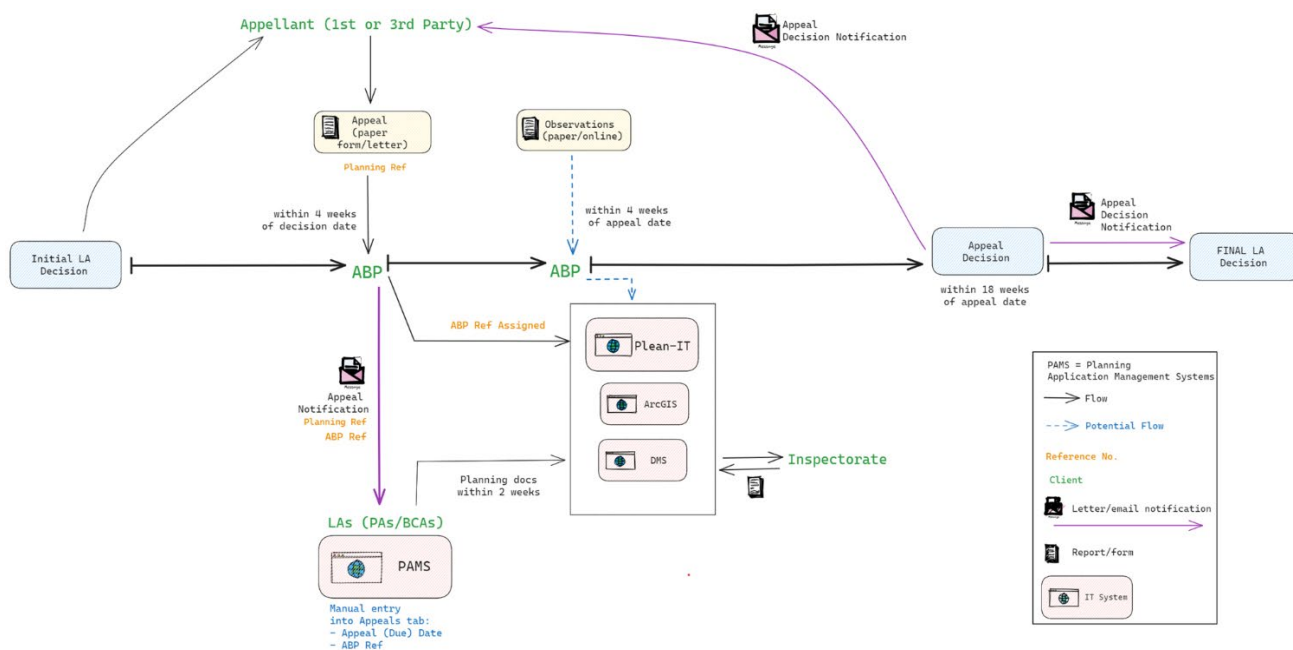 Appellant (1st or 3rd Party)
Message
Appeal
Decision Notification
Appeal
(paper
form/letter)
Observations
(paper/online)
Planning Ref
within 4 weeks
of decision date
within 4 weeks
of appeal date
Message
Appeal
Decision
Notification
Initial LA
Decision
ABP
ABP
Appeal
Decision
FINAL LA
Decision
within 18 weeks
of appeal date
ABP Ref Assigned
Plean-IT
ArcGIS
DMS
Message
Appeal
Notification
Planning Ref
ABP Ref
Planning docs
within 2 weeks
Inspectorate
LAs (PAs/BCAs)
PAMS
Manual entry
into Appeals tab:
- Appeal (Due) Date
- ABP Ref
PAMS = Planning
Application Management Systems
Flow
Potential Flow
Reference No.
Client
Letter/email notification
Message
Report/form
IT System